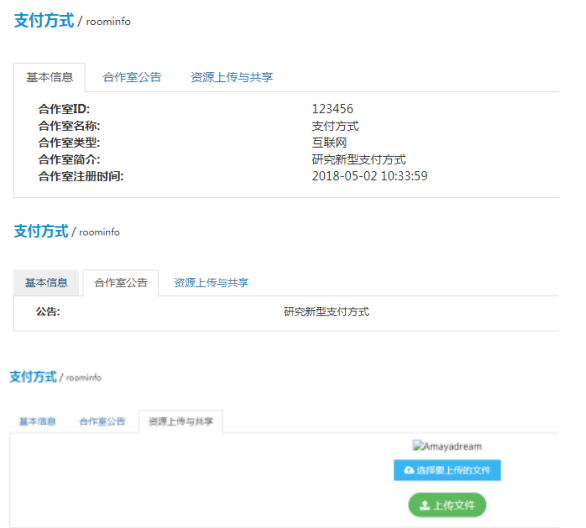 支付方式 / roominfo
基本信息 合作室公告 资源上传与共享
合作室ID: 123456
合作室名称: 支付方式
合作室类型: 互联网
合作室简介: 研究新型支付方式
合作室注册时间: 2018-05-02 10:33:59
支付方式 / roominfo
基本信息 合作室公告 资源上传与共享
公告: 研究新型支付方式
支付方式 / roominfo
基本信息 合作室公告 资源上传与共享
Amayadream
选择要上传的文件
上传文件